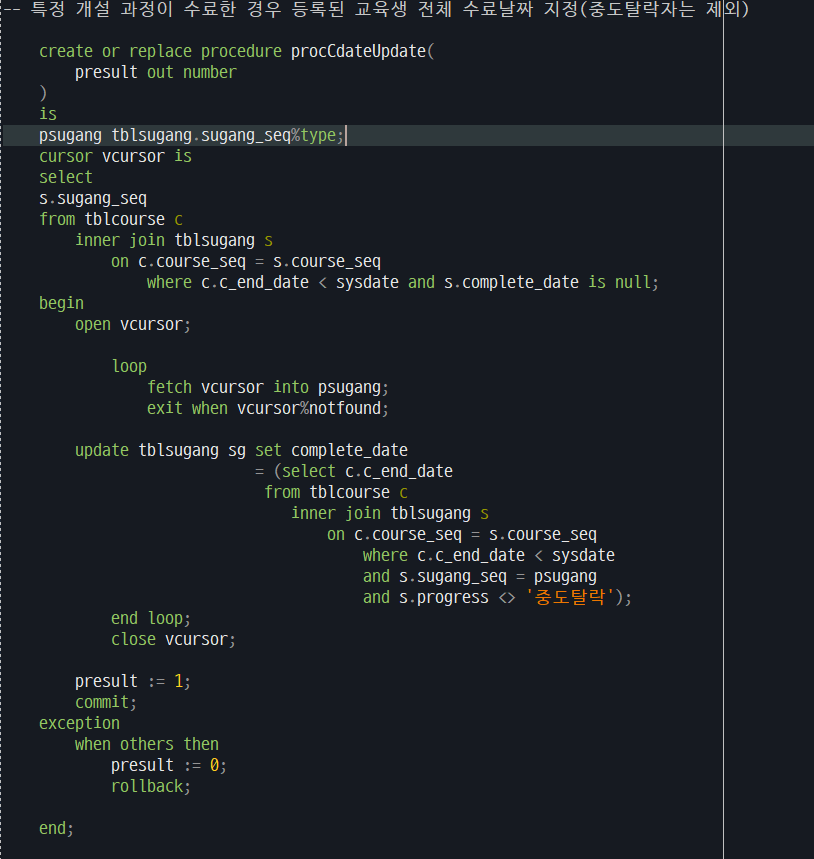 -- 특정 개설 과정이 수료한 경우 등록된 교육생 전체 수료날짜 지정(중도탈락자는 제외)
create or replace procedure procCdateUpdate(
presult out number
)
is
psugang tblsugang.sugang_seq%type;
cursor vcursor is
select
s.sugang_seq
from tblcourse c
inner join tblsugang s
on c.course_seq = s.course_seq
where c.c_end_date < sysdate and s.complete_date is null;
begin
open vcursor;
loop
fetch vcursor into psugang;
exit when vcursor%notfound;
update tblsugang sg set complete_date
= (select c.c_end_date
from tblcourse c
inner join tblsugang s
on c.course_seq = s.course_seq
where c.c_end_date < sysdate
and s.sugang_seq = psugang
and s.progress <> '중도탈락');
end loop;
close vcursor;
presult := 1;
commit;
exception
when others then
presult := 0;
rollback;
end;